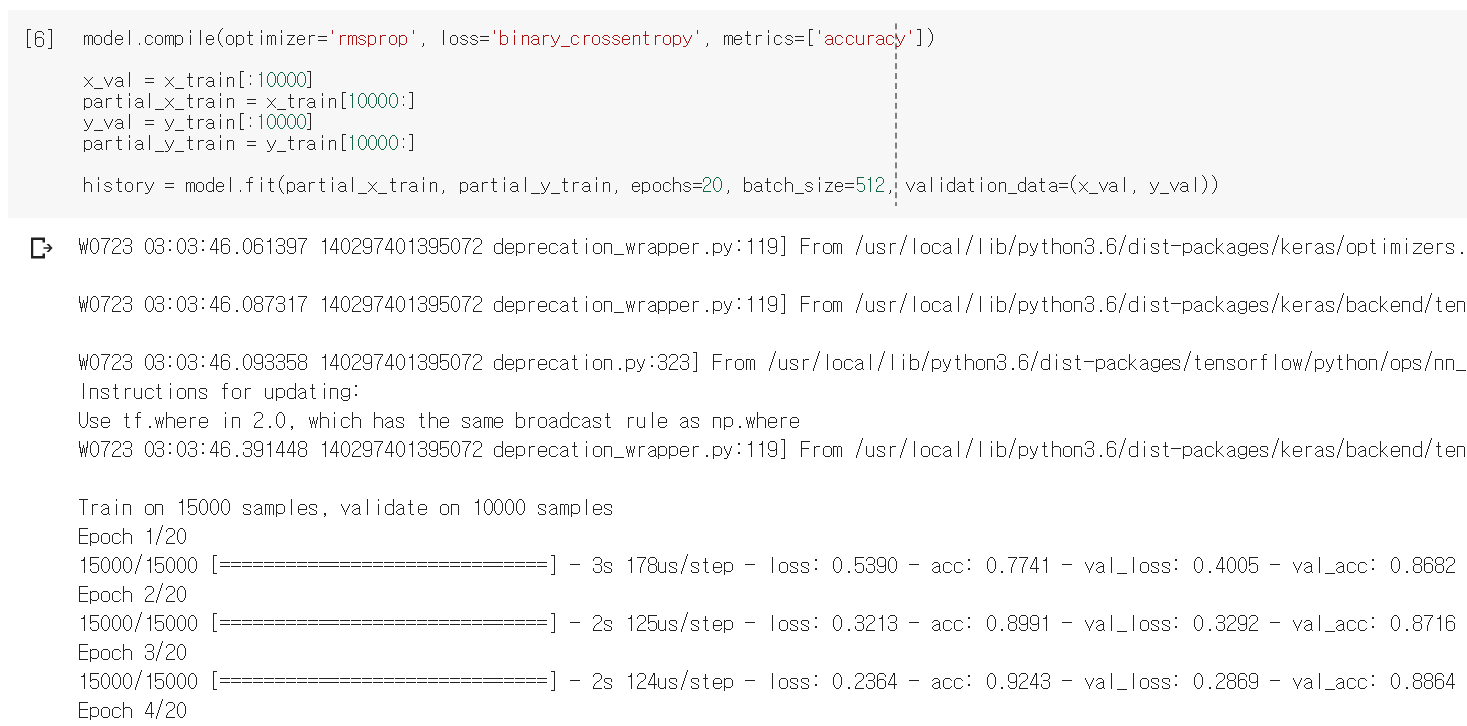 [6] model.compile(optimizer='rmsprop', loss='binary_crossentropy', metrics=['accuracy'])
x_val = x_train[:10000]
partial_x_train = x_train[10000:]
y_val = y_train[:10000]
partial_y_train = y_train[10000:]
history = model.fit(partial_x_train, partial_y_train, epochs=20, batch_size=512, validation_data=(x_val, y_val))
W0723 03:03:46.061397 140297401395072 deprecation_wrapper.py:119] From /usr/local/lib/python3.6/dist-packages/keras/optimizers.
W0723 03:03:46.087317 140297401395072 deprecation_wrapper.py:119] From /usr/local/lib/python3.6/dist-packages/keras/backend/ten
W0723 03:03:46.093358 140297401395072 deprecation.py:323] From /usr/local/lib/python3.6/dist-packages/tensorflow/python/ops/nn_
Instructions for updating:
Use tf.where in 2.0, which has the same broadcast rule as np.where
W0723 03:03:46.391448 140297401395072 deprecation_wrapper.py:119] From /usr/local/lib/python3.6/dist-packages/keras/backend/ten
Train on 15000 samples, validate on 10000 samples
Epoch 1/20
15000/15000 [==============================] - 3s 178us/step - loss: 0.5390 - acc: 0.7741 - val_loss: 0.4005 - val_acc: 0.8682
Epoch 2/20
15000/15000 [==============================] - 2s 125us/step - loss: 0.3213 - acc: 0.8991 - val_loss: 0.3292 - val_acc: 0.8716
Epoch 3/20
15000/15000 [==============================] - 2s 124us/step - loss: 0.2364 - acc: 0.9243 - val_loss: 0.2869 - val_acc: 0.8864
Epoch 4/20